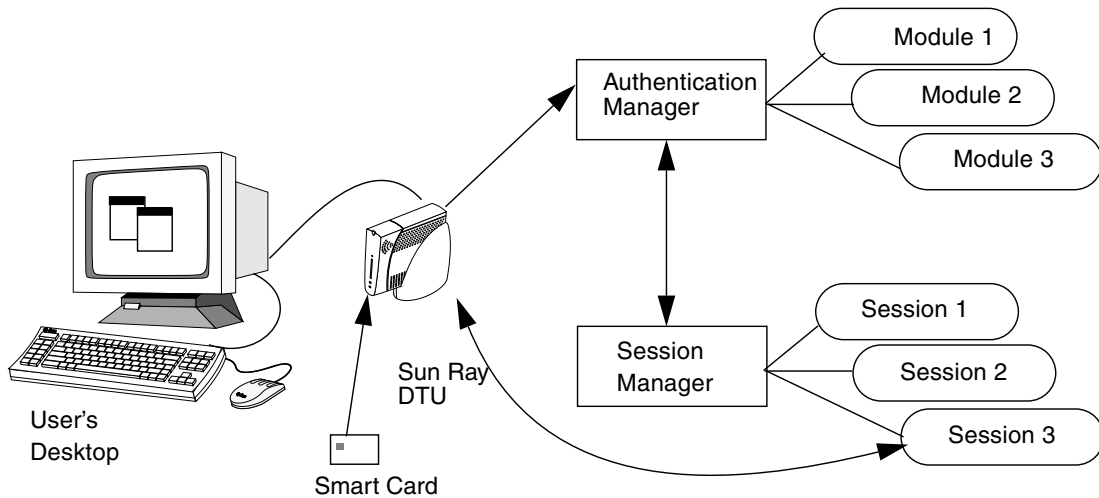 Module 1
Authentication
Manager
Module 2
Module 3
Session 1
Session
Manager
Session 2
Sun Ray
DTU
User's
Desktop
Session 3
Smart Card